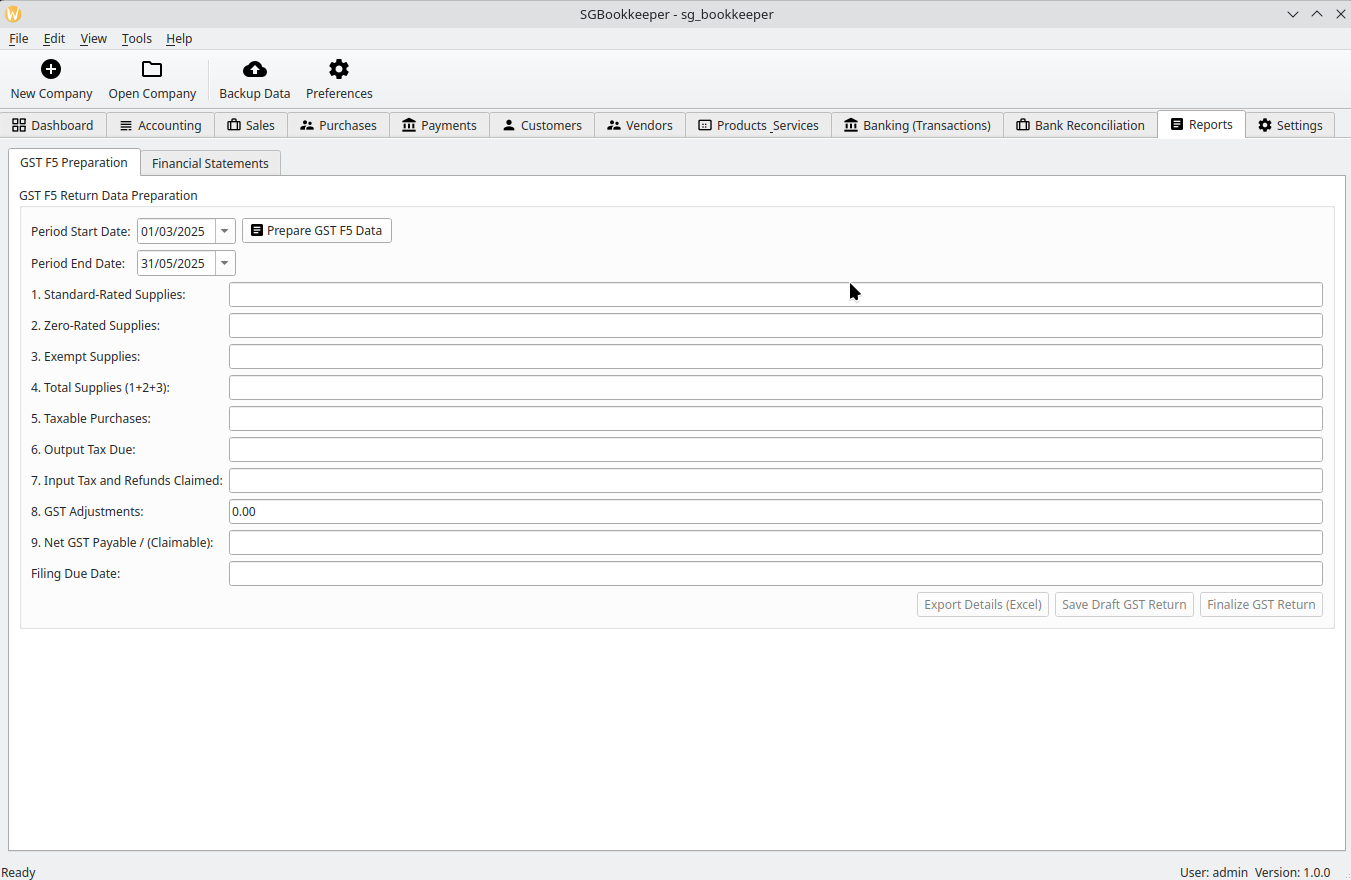 SGBookkeeper - sg_bookkeeper
File Edit View Tools Help
New Company Open Company Backup Data Preferences
Dashboard Accounting Sales Purchases Payments Customers Vendors Products _Services Banking (Transactions) Bank Reconciliation Reports Settings
GST F5 Preparation Financial Statements
GST F5 Return Data Preparation
Period Start Date: 01/03/2025 Prepare GST F5 Data
Period End Date: 31/05/2025
1. Standard-Rated Supplies:
2. Zero-Rated Supplies:
3. Exempt Supplies:
4. Total Supplies (1+2+3):
5. Taxable Purchases:
6. Output Tax Due:
7. Input Tax and Refunds Claimed:
8. GST Adjustments: 0.00
9. Net GST Payable / (Claimable):
Filing Due Date:
Export Details (Excel) Save Draft GST Return Finalize GST Return
Ready User: admin Version: 1.0.0